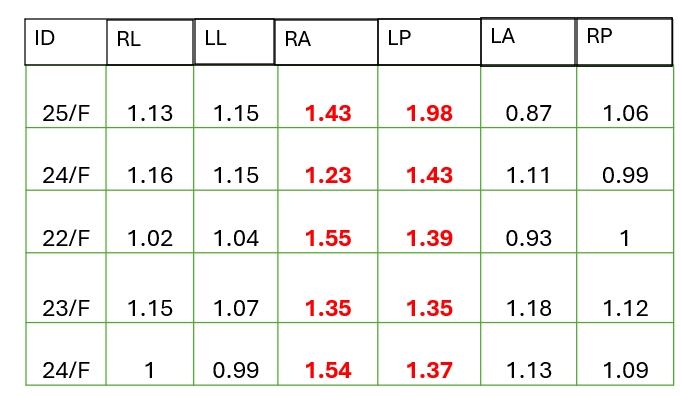 ID RL LL RA LP LA RP
25/F 1.13 1.15 1.43 1.98 0.87 1.06
24/F 1.16 1.15 1.23 1.43 1.11 0.99
22/F 1.02 1.04 1.55 1.39 0.93 1
23/F 1.15 1.07 1.35 1.35 1.18 1.12
24/F 1 0.99 1.54 1.37 1.13 1.09